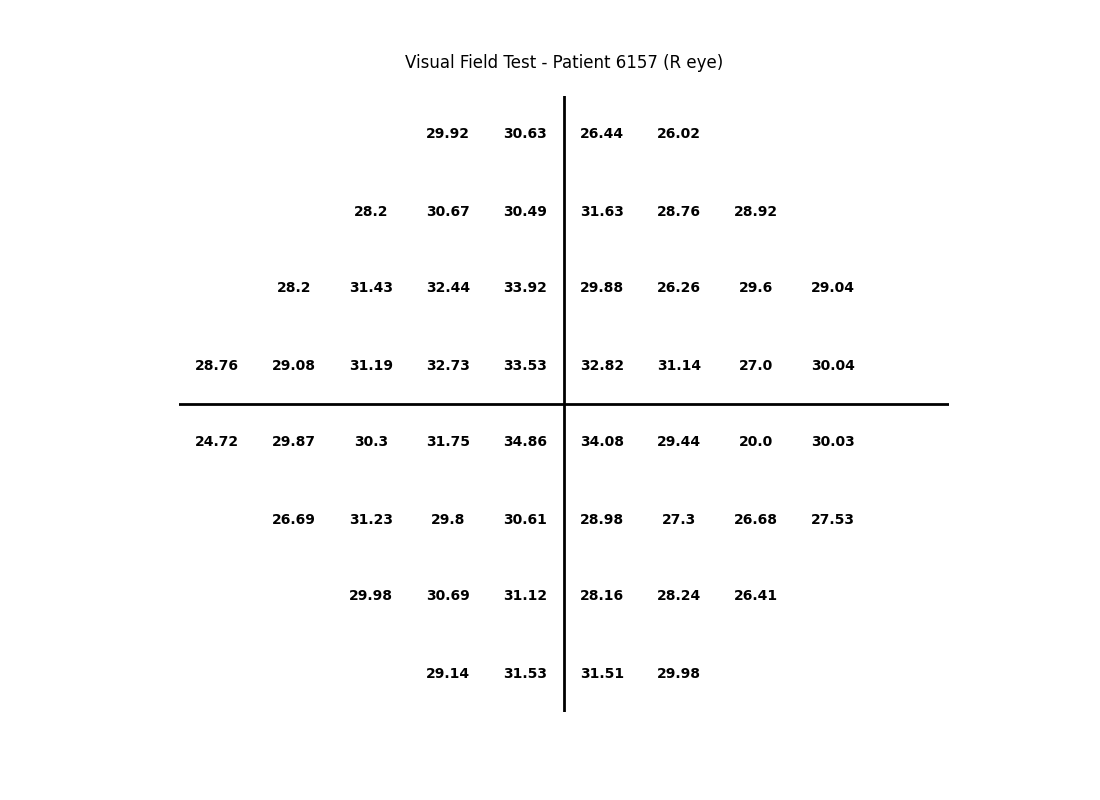 Visual Field Test - Patient 6157 (R eye)
29.92 30.63 26.44 26.02
28.2 30.67 30.49 31.63 28.76 28.92
28.2 31.43 32.44 33.92 29.88 26.26 29.6 29.04
28.76 29.08 31.19 32.73 33.53 32.82 31.14 27.0 30.04
24.72 29.87 30.3 31.75 34.86 34.08 29.44 20.0 30.03
26.69 31.23 29.8 30.61 28.98 27.3 26.68 27.53
29.98 30.69 31.12 28.16 28.24 26.41
29.14 31.53 31.51 29.98